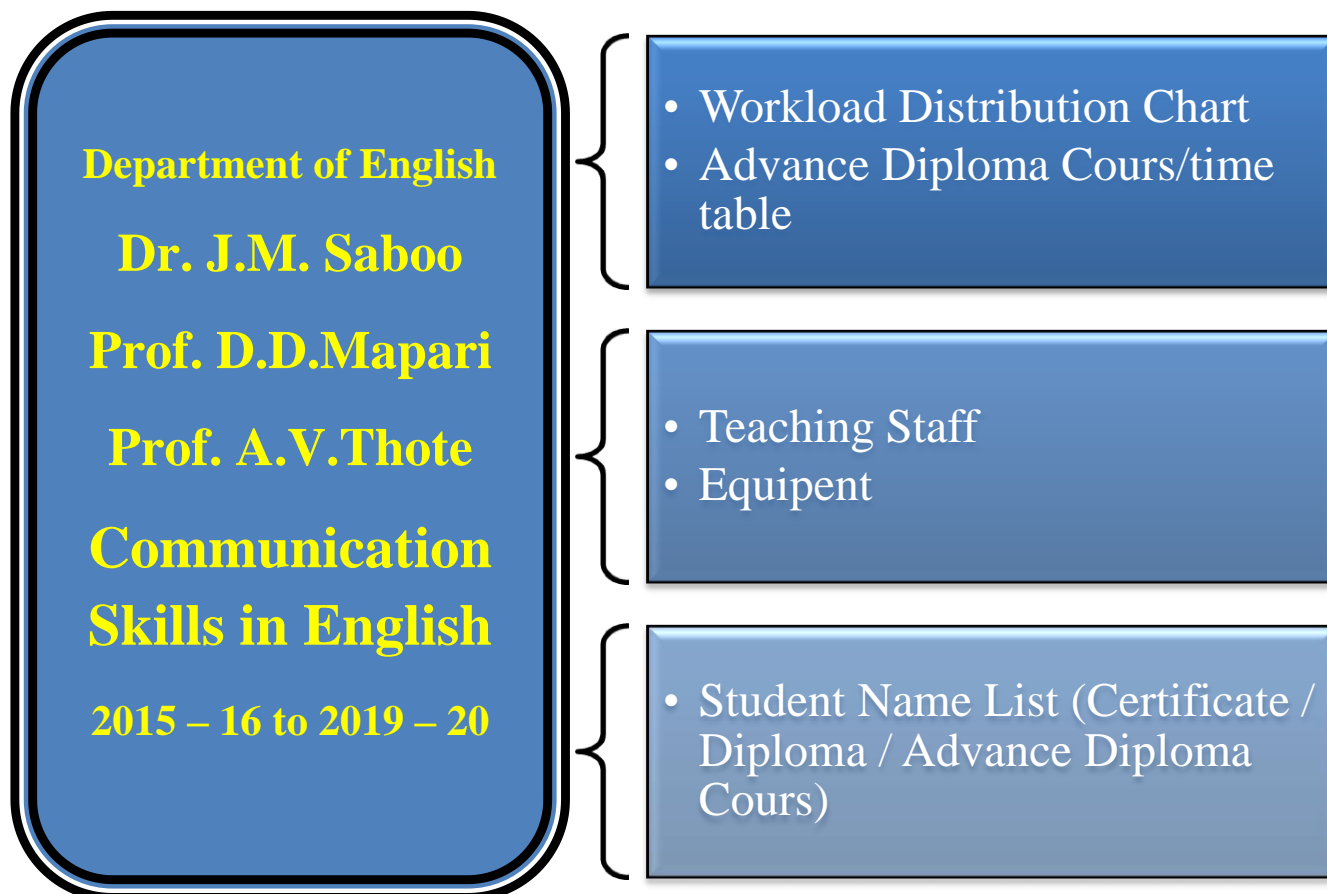 Department of English
Dr. J.M. Saboo
Prof. D.D.Mapari
Prof. A.V.Thote
Communication
Skills in English
2015 – 16 to 2019 – 20
• Workload Distribution Chart
• Advance Diploma Cours/time
table
• Teaching Staff
• Equipent
• Student Name List (Certificate /
Diploma / Advance Diploma
Cours)